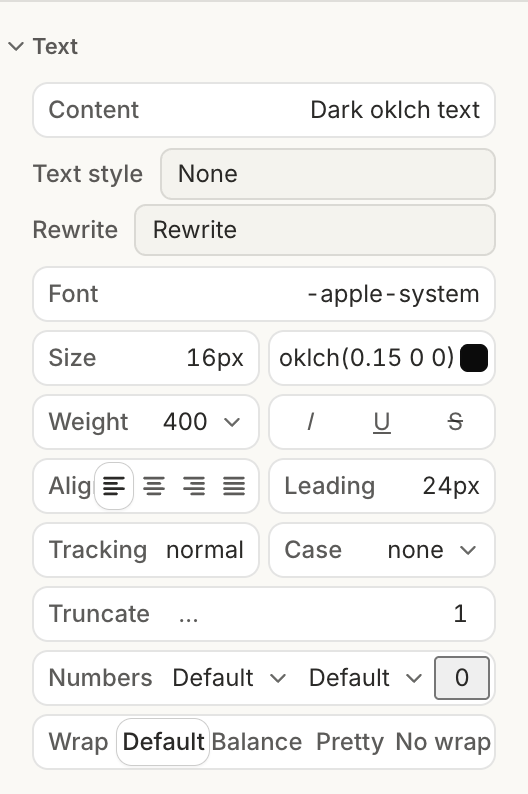 Text
Content Dark oklch text
Text style None
Rewrite Rewrite
Font -apple-system
Size 16px oklch(0.15 0 0)
Weight 400 I U S
Alig Leading 24px
Tracking normal Case none
Truncate ... 1
Numbers Default Default 0
Wrap Default Balance Pretty No wrap